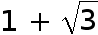 1 + √3